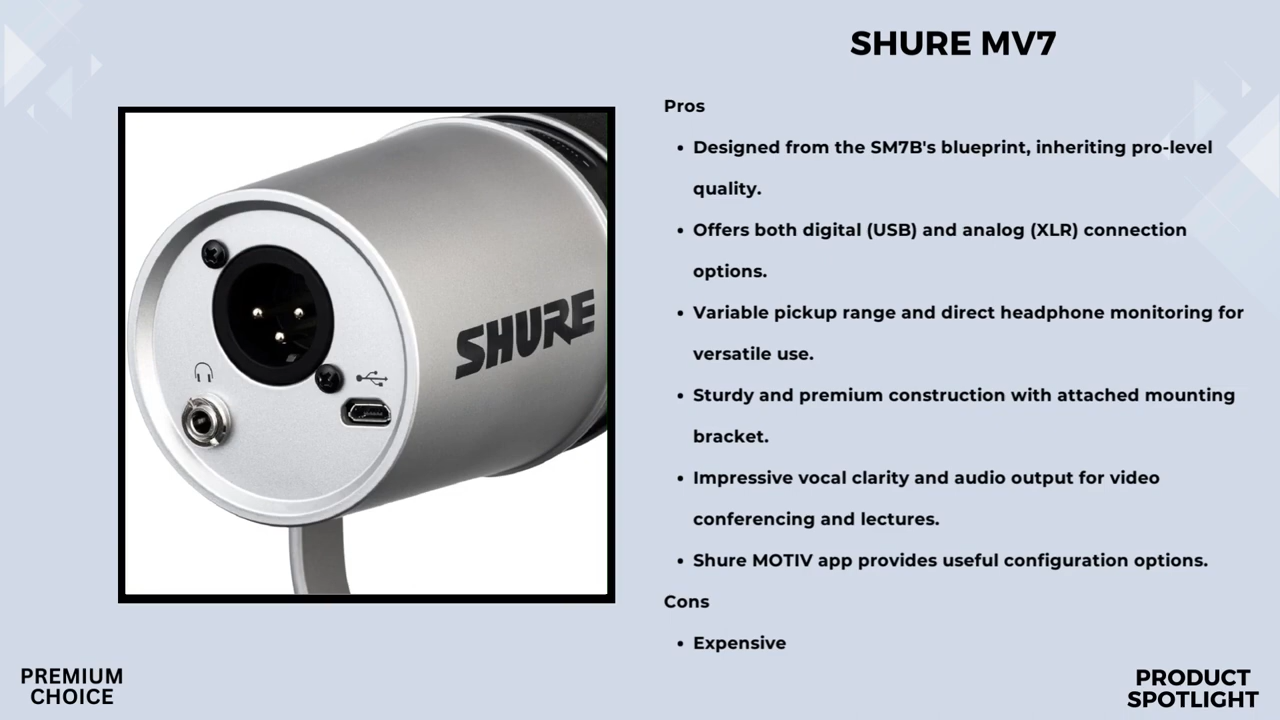 SHURE MV7
Pros
• Designed from the SM7B's blueprint, inheriting pro-level
quality.
• Offers both digital (USB) and analog (XLR) connection
options.
• Variable pickup range and direct headphone monitoring for
versatile use.
• Sturdy and premium construction with attached mounting
bracket.
• Impressive vocal clarity and audio output for video
conferencing and lectures.
• Shure MOTIV app provides useful configuration options.
Cons
• Expensive
SHURE
PREMIUM
CHOICE
PRODUCT
SPOTLIGHT